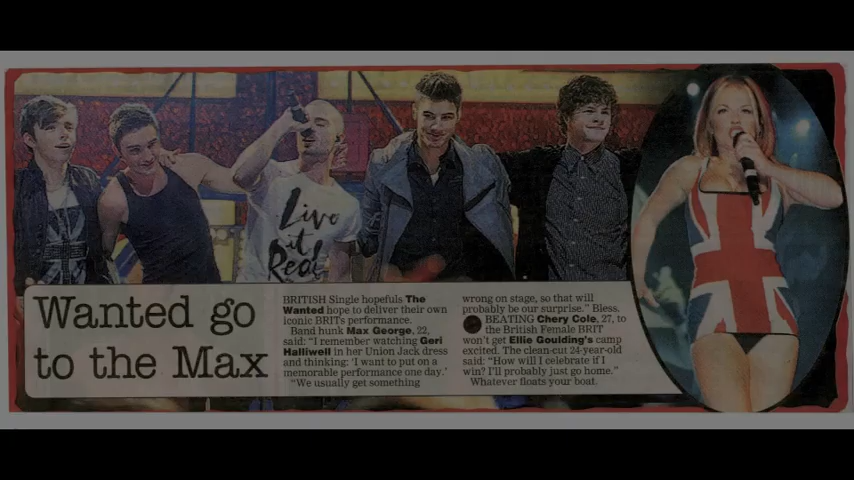 Live
it
Real
Wanted go
to the Max
BRITISH Single hopefuls The
Wanted hope to deliver their own
iconic BRITs performance.
Band hunk Max George, 22,
said: “I remember watching Geri
Halliwell in her Union Jack dress
and thinking: ‘I want to put on a
memorable performance one day.’
“We usually get something
wrong on stage, so that will
probably be our surprise.” Bless.
BEATING Chery Cole, 27, to
the British Female BRIT
won’t get Ellie Goulding’s camp
excited. The clean-cut 24-year-old
said: “How will I celebrate if I
win? I’ll probably just go home.”
Whatever floats your boat.